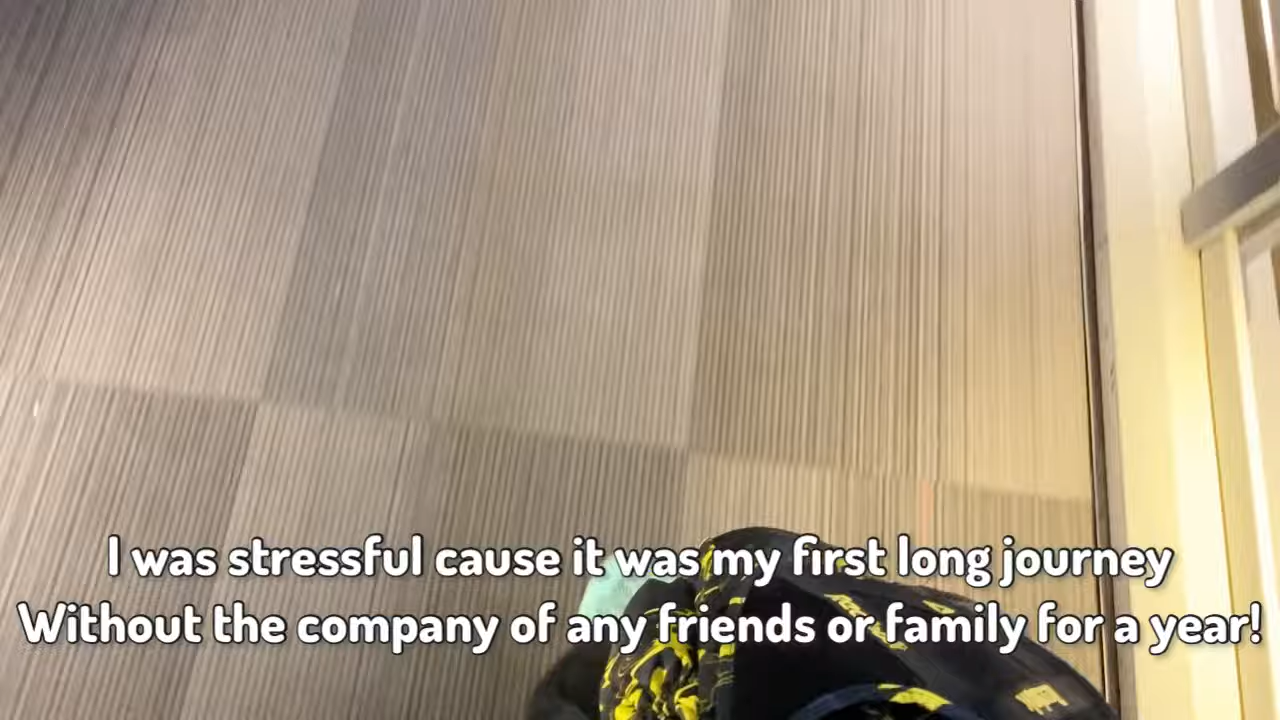 I was stressful cause it was my first long journey
Without the company of any friends or family for a year!